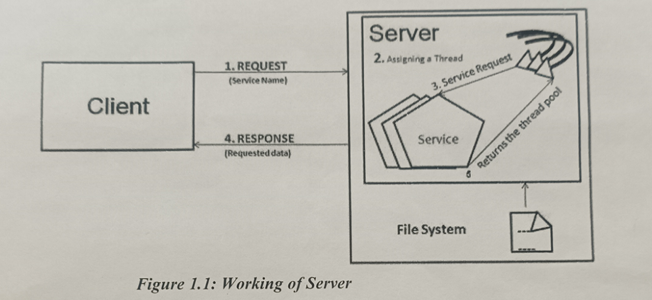 Server
2. Assigning a Thread
1. REQUEST
(Service Name)
3. Service Request
Client
4. RESPONSE
(Requested data)
Service
Returns the thread pool
File System
Figure 1.1: Working of Server